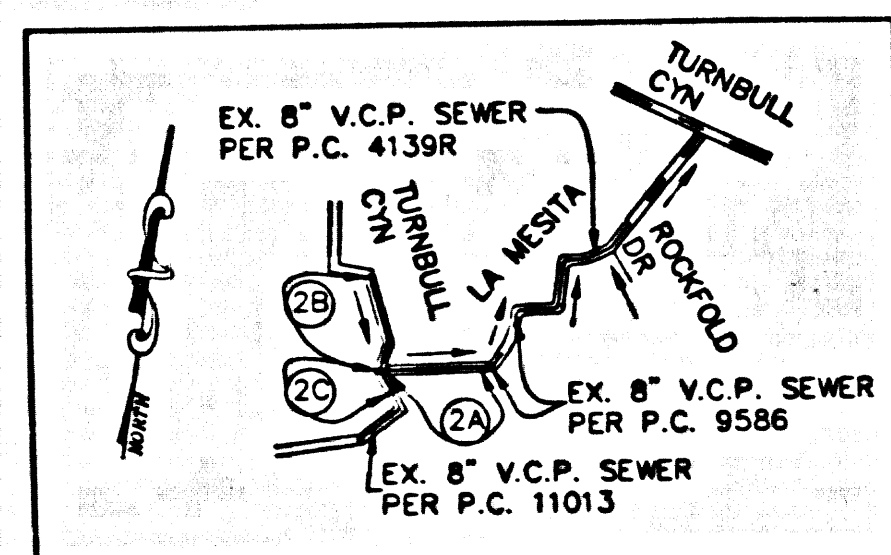 TURNBULL
CYN
EX. 8" V.C.P. SEWER
PER P.C. 4139R
TURNBULL
CYN
LA MESITA
ROCKFOLD
DR
2B
2C
2A
NORTH
EX. 8" V.C.P. SEWER
PER P.C. 9586
EX. 8" V.C.P. SEWER
PER P.C. 11013